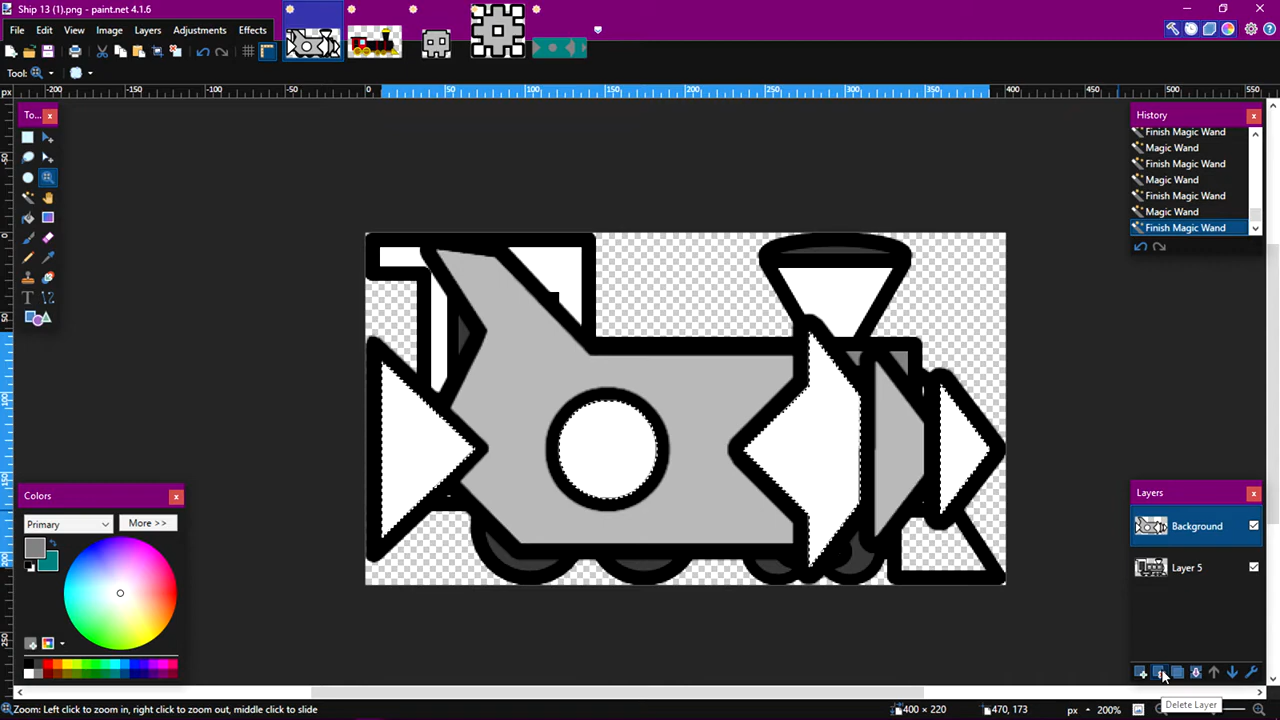 Ship 13 (1).png - paint.net 4.1.6
File Edit View Image Layers Adjustments Effects
Tool:
px -200 -150 -100 -50 0 50 100 150 200 250 300 350 400 450 500 550
To...
History
Finish Magic Wand
Magic Wand
Finish Magic Wand
Magic Wand
Finish Magic Wand
Magic Wand
Finish Magic Wand
Colors
Primary
More >>
Layers
Background
Layer 5
Delete Layer
Zoom: Left click to zoom in, right click to zoom out, middle click to slide
400 × 220
470, 173
px
200%